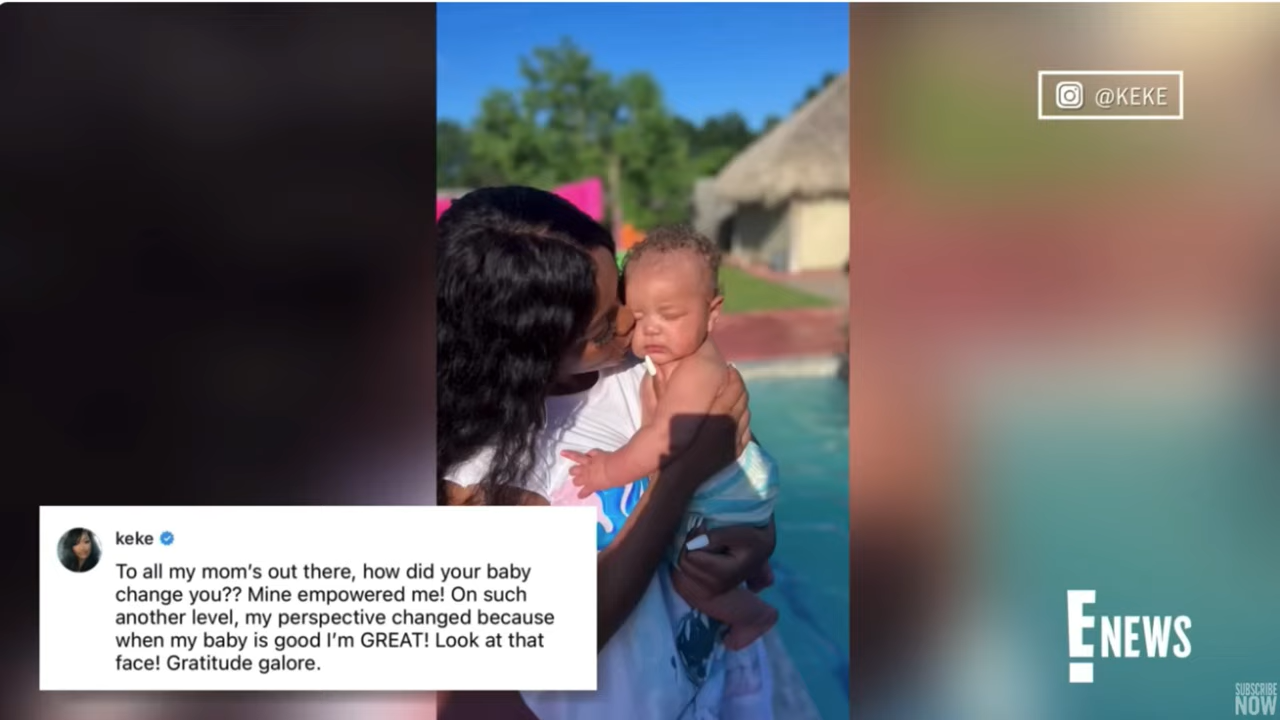 @KEKE
keke
To all my mom's out there, how did your baby
change you?? Mine empowered me! On such
another level, my perspective changed because
when my baby is good I'm GREAT! Look at that
face! Gratitude galore.
E NEWS
SUBSCRIBE
NOW